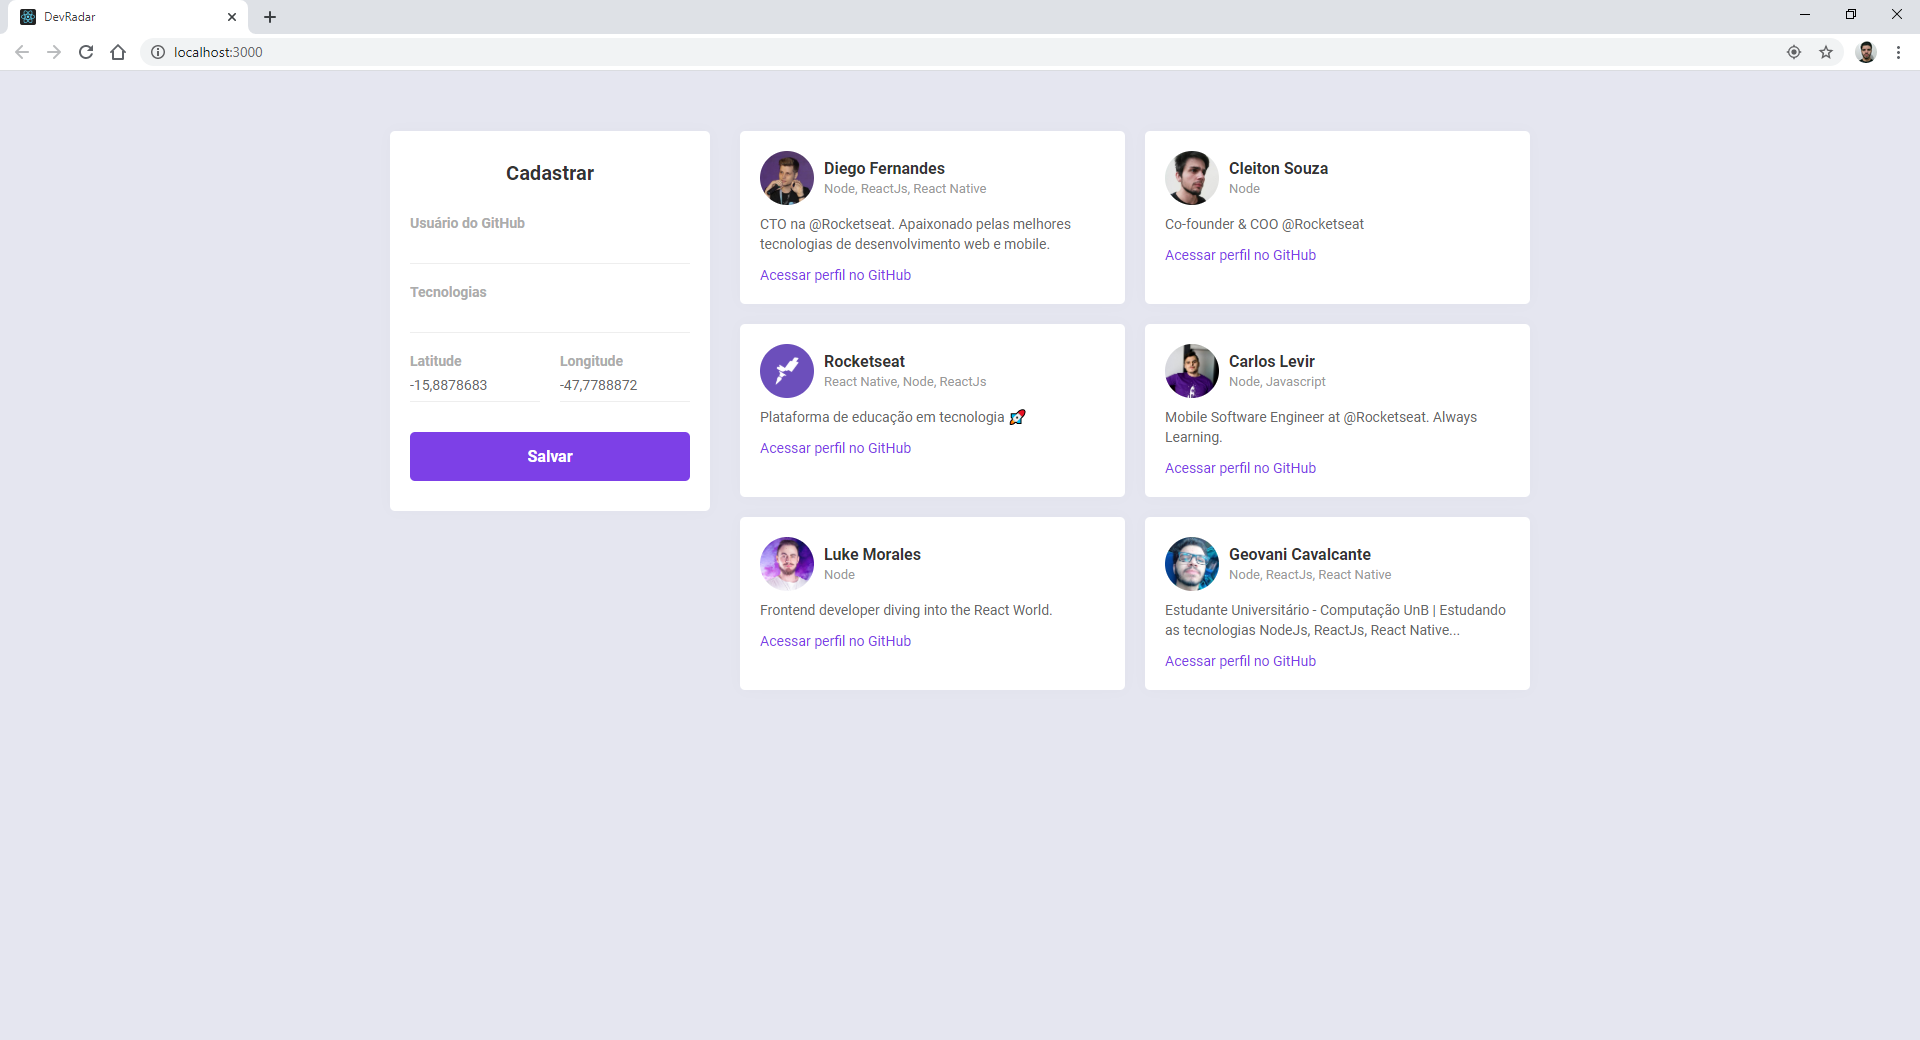 DevRadar
localhost:3000
Cadastrar
Usuário do GitHub
Tecnologias
Latitude
Longitude
-15,8878683
-47,7788872
Salvar
Diego Fernandes
Node, ReactJs, React Native
CTO na @Rocketseat. Apaixonado pelas melhores
tecnologias de desenvolvimento web e mobile.
Acessar perfil no GitHub
Cleiton Souza
Node
Co-founder & COO @Rocketseat
Acessar perfil no GitHub
Rocketseat
React Native, Node, ReactJs
Plataforma de educação em tecnologia 🚀
Acessar perfil no GitHub
Carlos Levir
Node, Javascript
Mobile Software Engineer at @Rocketseat. Always
Learning.
Acessar perfil no GitHub
Luke Morales
Node
Frontend developer diving into the React World.
Acessar perfil no GitHub
Geovani Cavalcante
Node, ReactJs, React Native
Estudante Universitário - Computação UnB | Estudando
as tecnologias NodeJs, ReactJs, React Native...
Acessar perfil no GitHub